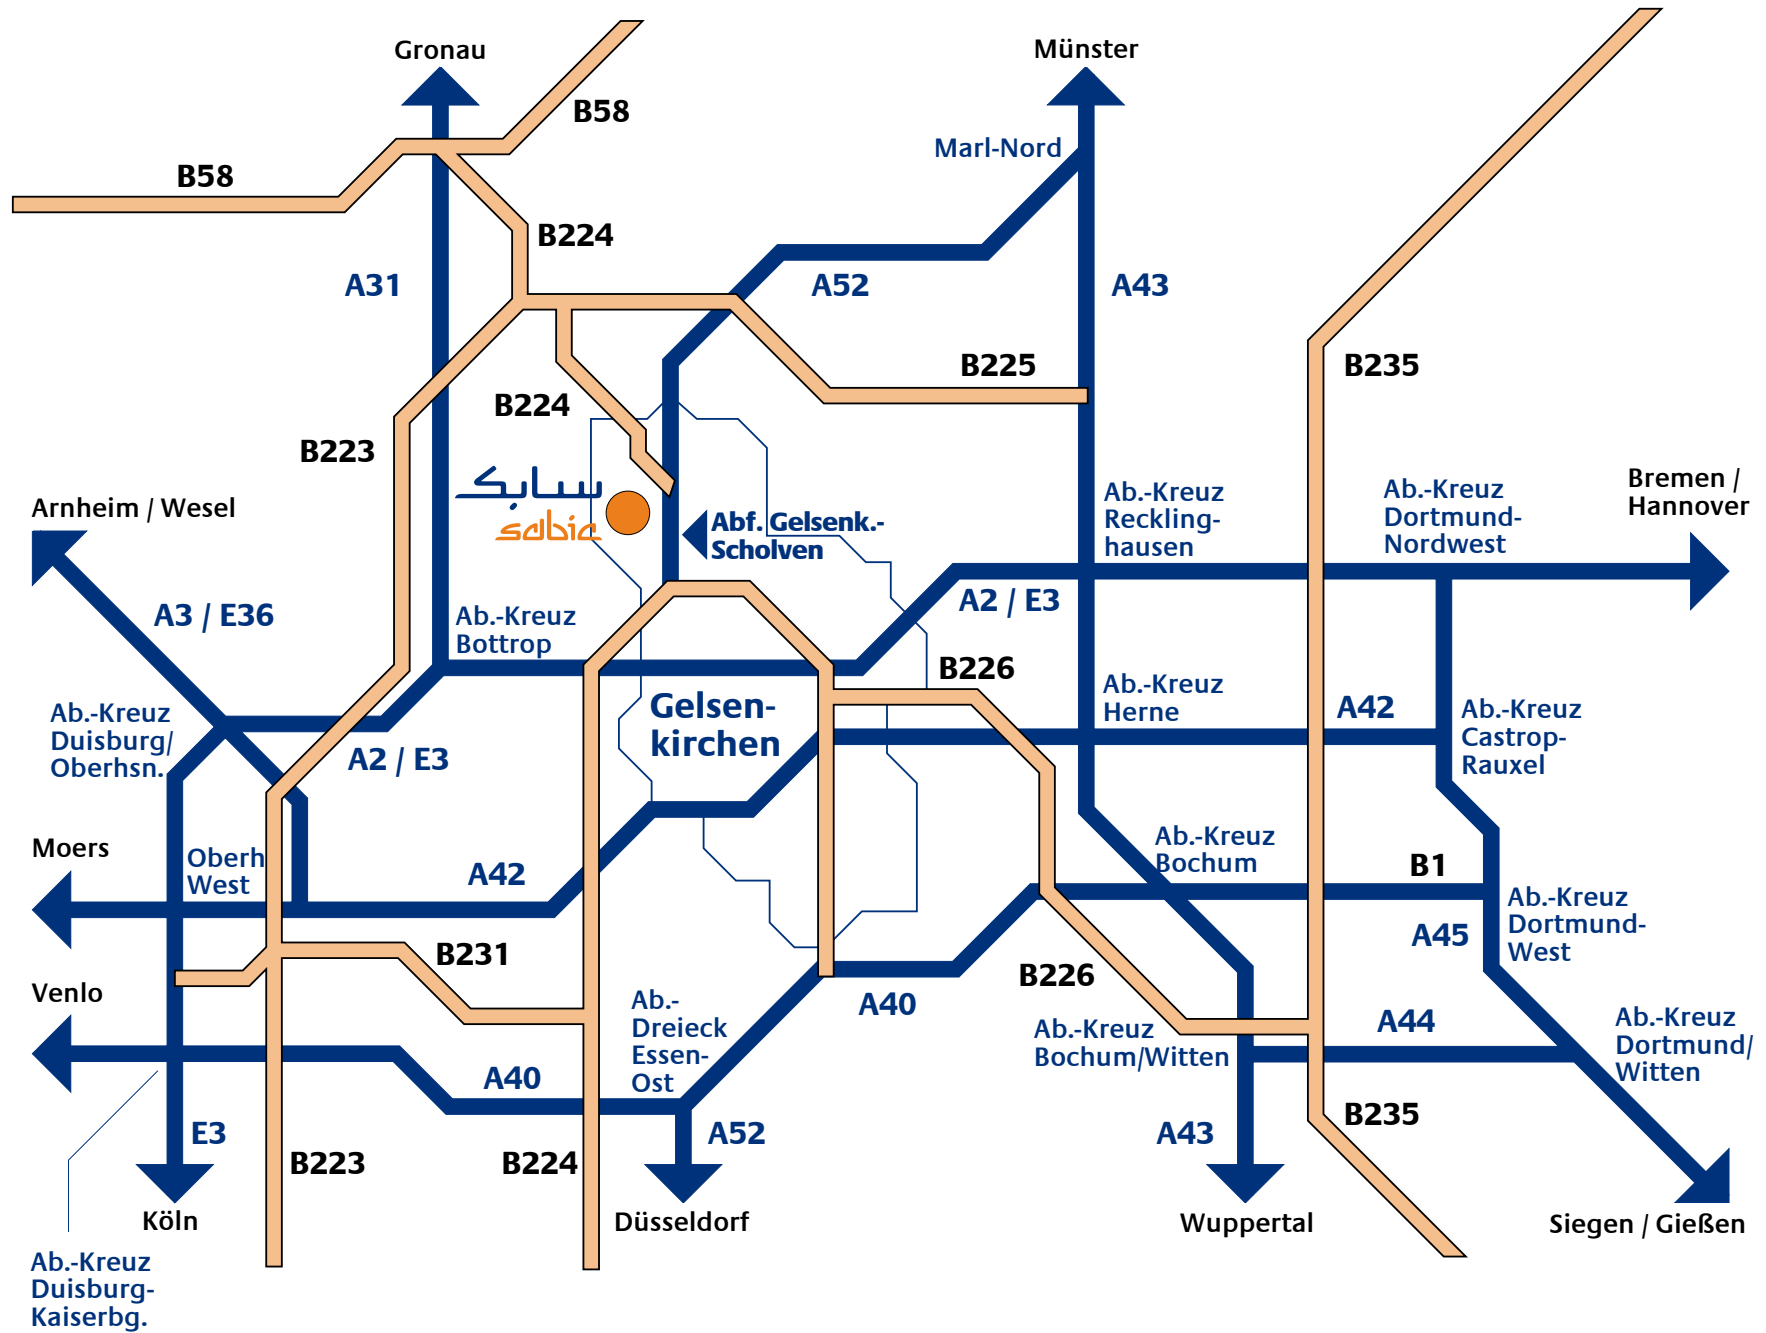 Gronau
Münster
B58
Marl-Nord
B58
B224
A31
A52
A43
B225
B235
B224
B223
Arnheim / Wesel
سابک
sabic
Abf. Gelsenk.-
Scholven
Ab.-Kreuz
Reckling-
hausen
Ab.-Kreuz
Dortmund-
Nordwest
Bremen /
Hannover
A3 / E36
Ab.-Kreuz
Bottrop
A2 / E3
B226
Gelsen-
kirchen
Ab.-Kreuz
Herne
A42
Ab.-Kreuz
Castrop-
Rauxel
Ab.-Kreuz
Duisburg/
Oberhsn.
A2 / E3
Moers
Oberh
West
A42
Ab.-Kreuz
Bochum
B1
Ab.-Kreuz
Dortmund-
West
A45
B231
Venlo
Ab.-
Dreieck
Essen-
Ost
A40
B226
Ab.-Kreuz
Bochum/Witten
A44
Ab.-Kreuz
Dortmund/
Witten
A40
E3
B223
B224
A52
A43
B235
Köln
Düsseldorf
Wuppertal
Siegen / Gießen
Ab.-Kreuz
Duisburg-
Kaiserbg.